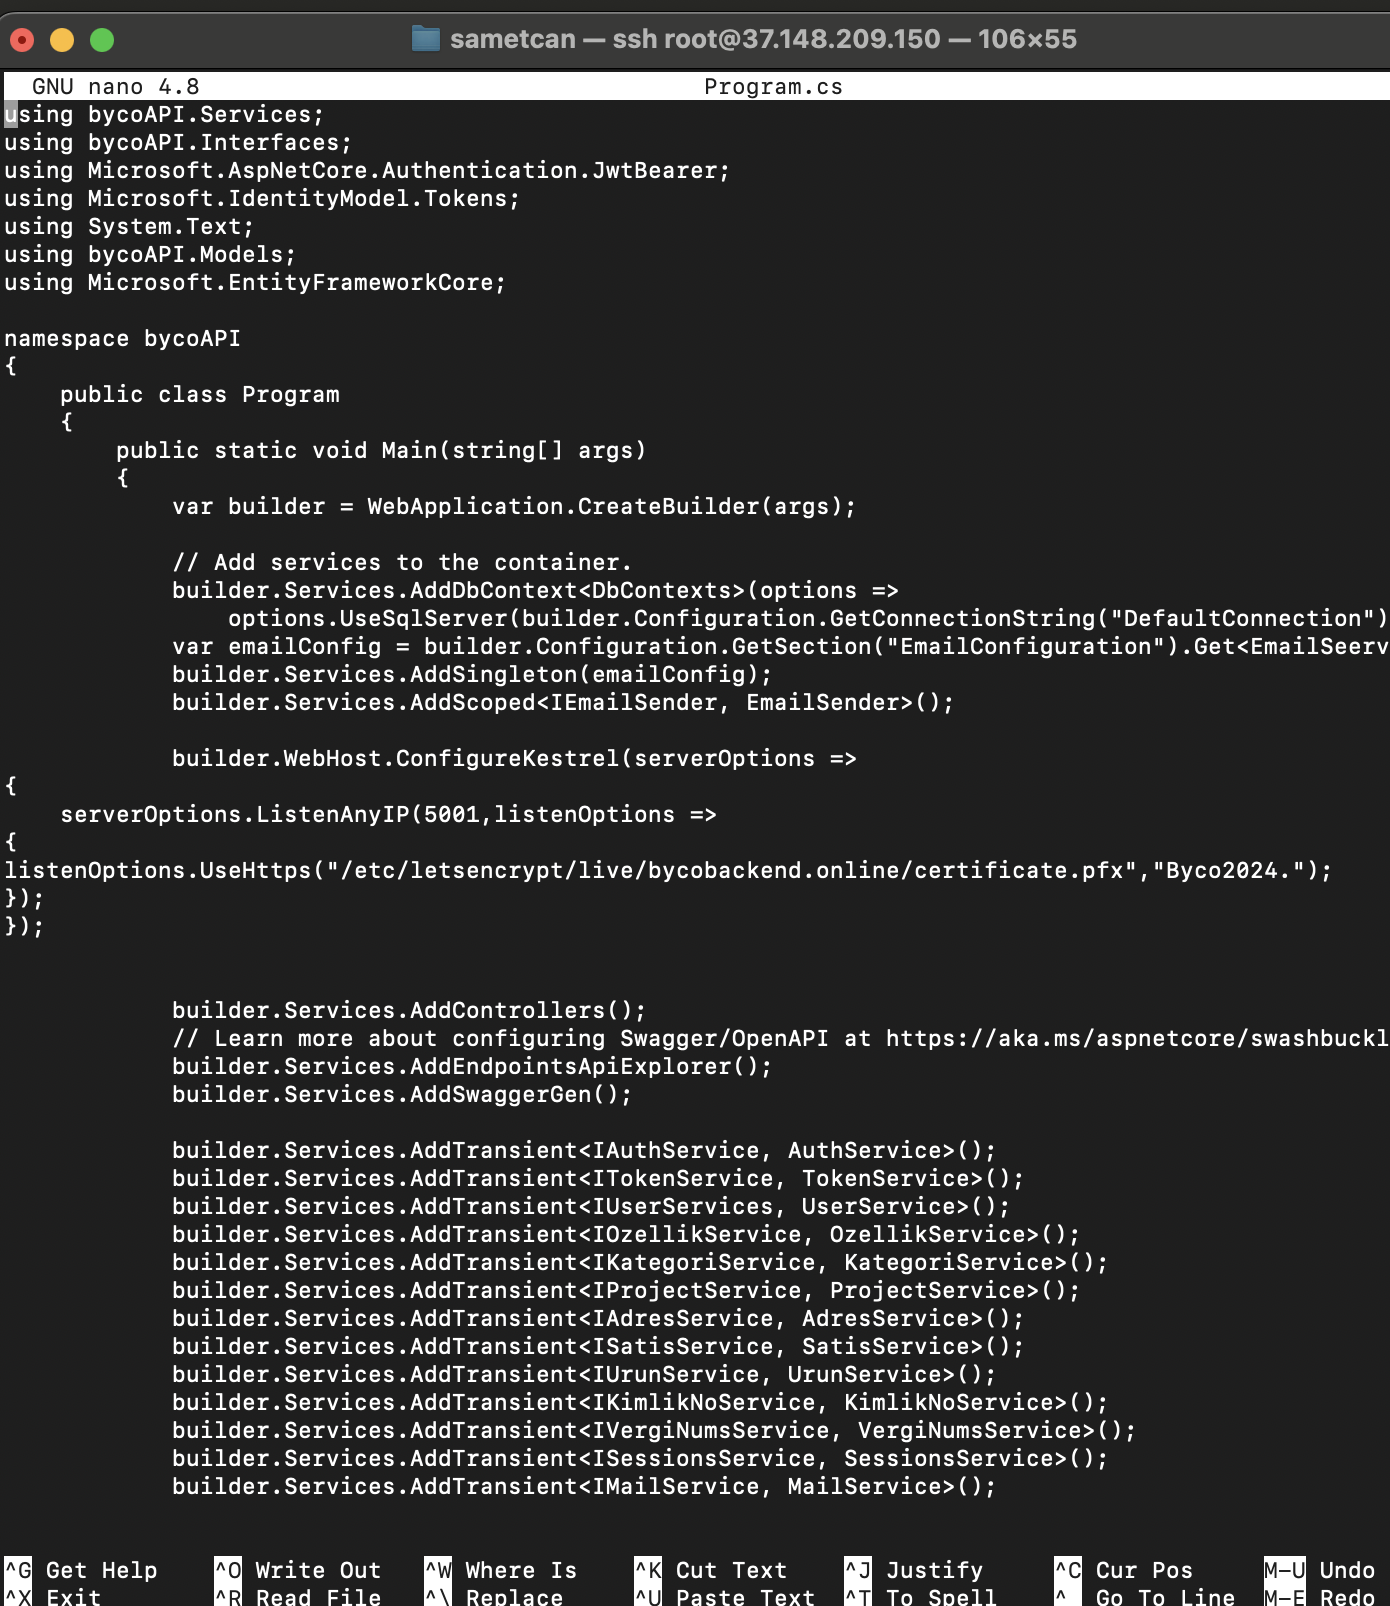 sametcan — ssh root@37.148.209.150 — 106×55
GNU nano 4.8 Program.cs
using bycoAPI.Services;
using bycoAPI.Interfaces;
using Microsoft.AspNetCore.Authentication.JwtBearer;
using Microsoft.IdentityModel.Tokens;
using System.Text;
using bycoAPI.Models;
using Microsoft.EntityFrameworkCore;
namespace bycoAPI
{
    public class Program
    {
        public static void Main(string[] args)
        {
            var builder = WebApplication.CreateBuilder(args);
            // Add services to the container.
            builder.Services.AddDbContext<DbContexts>(options =>
                options.UseSqlServer(builder.Configuration.GetConnectionString("DefaultConnection")
            var emailConfig = builder.Configuration.GetSection("EmailConfiguration").Get<EmailSeerv
            builder.Services.AddSingleton(emailConfig);
            builder.Services.AddScoped<IEmailSender, EmailSender>();
            builder.WebHost.ConfigureKestrel(serverOptions =>
{
    serverOptions.ListenAnyIP(5001,listenOptions =>
{
listenOptions.UseHttps("/etc/letsencrypt/live/bycobackend.online/certificate.pfx","Byco2024.");
});
});
            builder.Services.AddControllers();
            // Learn more about configuring Swagger/OpenAPI at https://aka.ms/aspnetcore/swashbuckl
            builder.Services.AddEndpointsApiExplorer();
            builder.Services.AddSwaggerGen();
            builder.Services.AddTransient<IAuthService, AuthService>();
            builder.Services.AddTransient<ITokenService, TokenService>();
            builder.Services.AddTransient<IUserServices, UserService>();
            builder.Services.AddTransient<IOzellikService, OzellikService>();
            builder.Services.AddTransient<IKategoriService, KategoriService>();
            builder.Services.AddTransient<IProjectService, ProjectService>();
            builder.Services.AddTransient<IAdresService, AdresService>();
            builder.Services.AddTransient<ISatisService, SatisService>();
            builder.Services.AddTransient<IUrunService, UrunService>();
            builder.Services.AddTransient<IKimlikNoService, KimlikNoService>();
            builder.Services.AddTransient<IVergiNumsService, VergiNumsService>();
            builder.Services.AddTransient<ISessionsService, SessionsService>();
            builder.Services.AddTransient<IMailService, MailService>();
^G Get Help ^O Write Out ^W Where Is ^K Cut Text ^J Justify ^C Cur Pos M-U Undo
^X Exit ^R Read File ^\ Replace ^U Paste Text ^T To Spell ^_ Go To Line M-E Redo